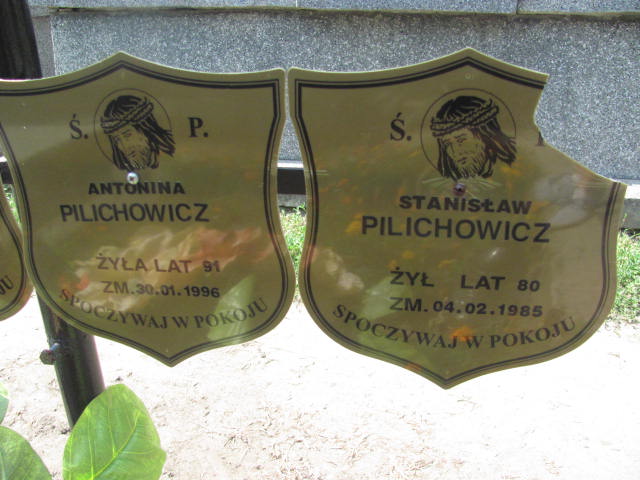 Ś. P.
ANTONINA
PILICHOWICZ
ŻYŁA LAT 91
ZM. 30.01.1996
SPOCZYWAJ W POKOJU
Ś.
STANISŁAW
PILICHOWICZ
ŻYŁ LAT 80
ZM. 04.02.1985
SPOCZYWAJ W POKOJU